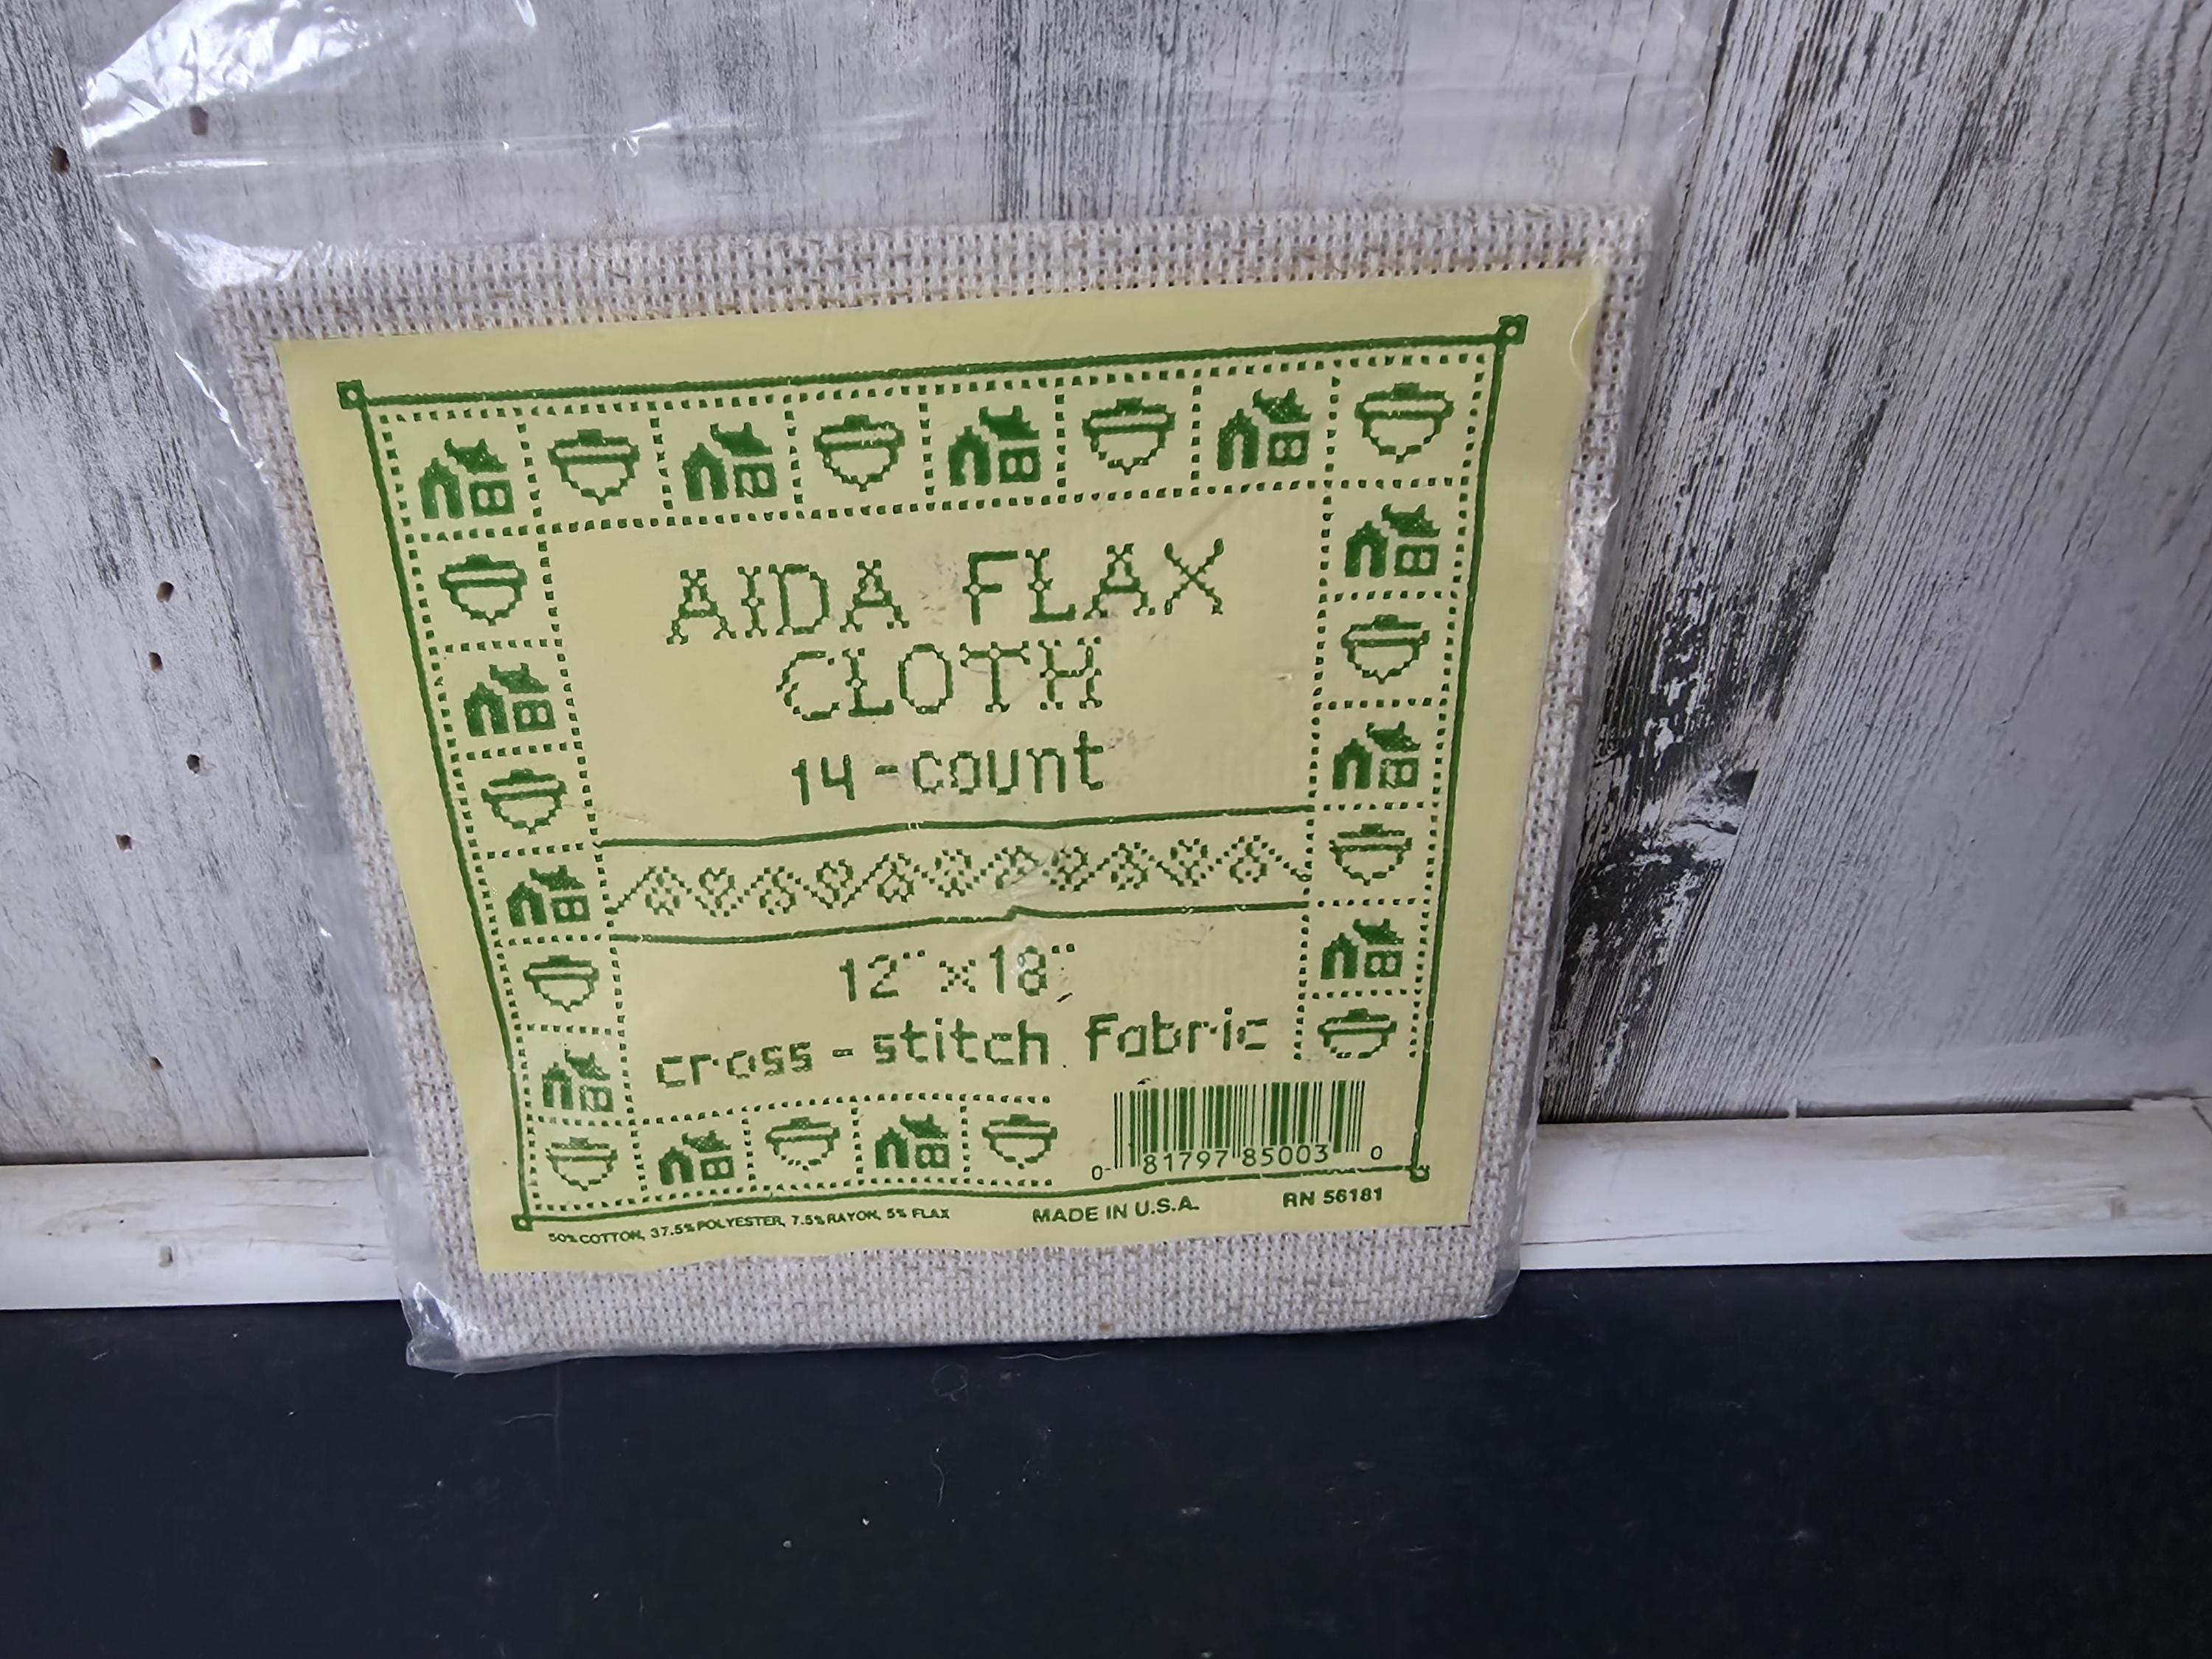 AIDA FLAX
CLOTH
14-count
12"x18"
cross-stitch fabric
0 81797 85003 0
50% COTTON, 37.5% POLYESTER, 7.5% RAYON, 5% FLAX
MADE IN U.S.A.
RN 56181